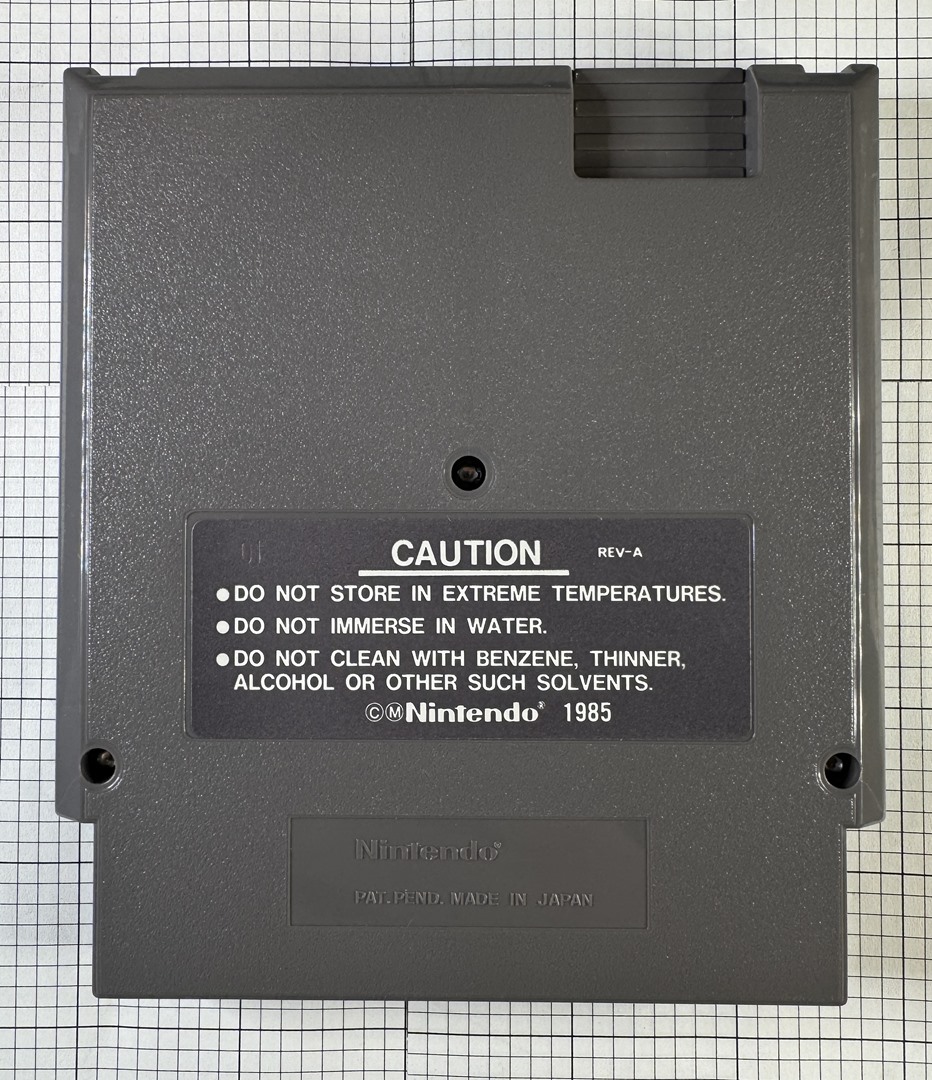 01
CAUTION REV-A
●DO NOT STORE IN EXTREME TEMPERATURES.
●DO NOT IMMERSE IN WATER.
●DO NOT CLEAN WITH BENZENE, THINNER,
ALCOHOL OR OTHER SUCH SOLVENTS.
©ⓂNintendo® 1985
Nintendo®
PAT. PEND. MADE IN JAPAN